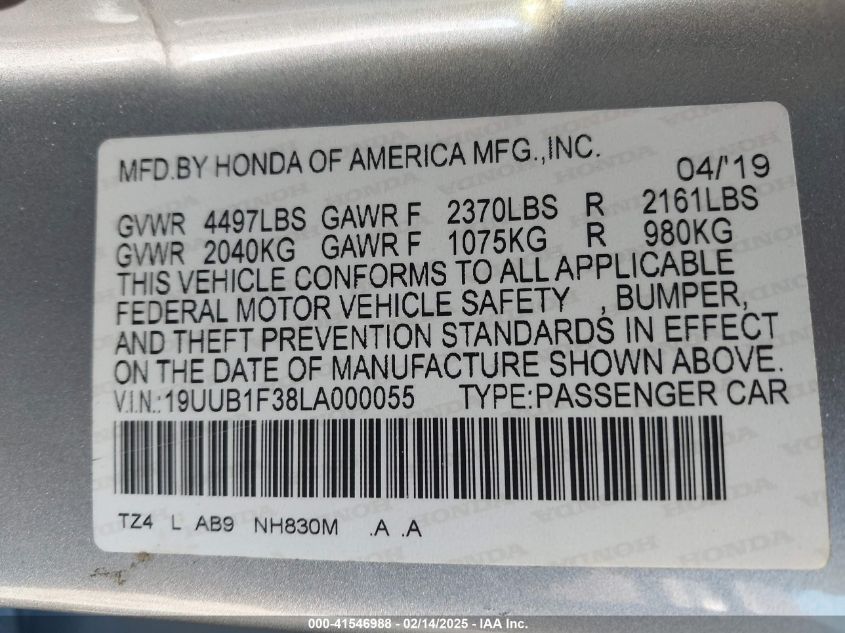 MFD.BY HONDA OF AMERICA MFG.,INC. 04/'19
GVWR 4497LBS GAWR F 2370LBS R 2161LBS
GVWR 2040KG GAWR F 1075KG R 980KG
THIS VEHICLE CONFORMS TO ALL APPLICABLE
FEDERAL MOTOR VEHICLE SAFETY , BUMPER,
AND THEFT PREVENTION STANDARDS IN EFFECT
ON THE DATE OF MANUFACTURE SHOWN ABOVE.
V.I.N.:19UUB1F38LA000055 TYPE:PASSENGER CAR
TZ4 L AB9 NH830M .A .A
000-41546988 - 02/14/2025 - IAA Inc.